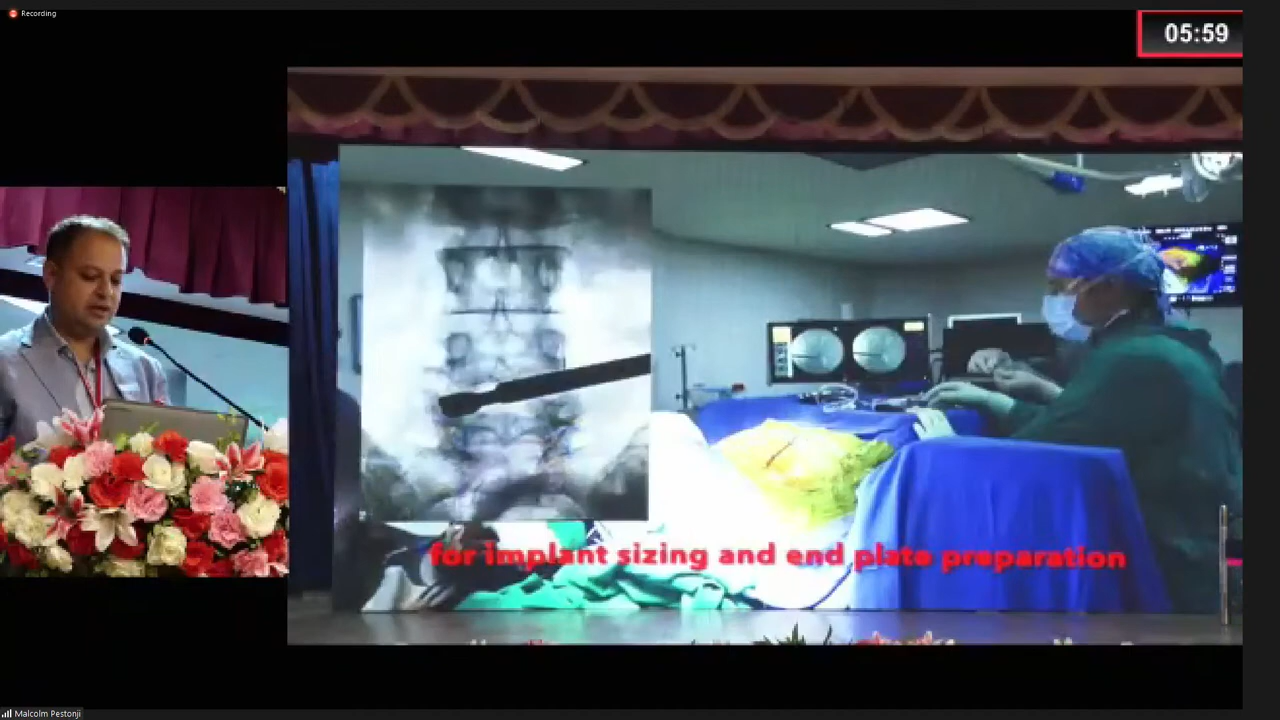 Recording
05:59
for implant sizing and end plate preparation
Malcolm Pestonji